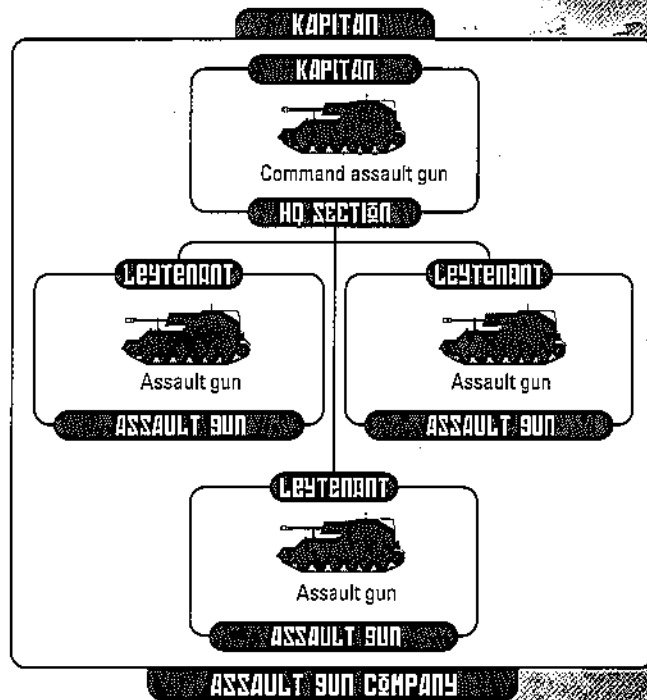 KAPITAN
KAPITAN
Command assault gun
HQ SECTION
LEYTENANT
LEYTENANT
Assault gun
Assault gun
ASSAULT GUN
ASSAULT GUN
LEYTENANT
Assault gun
ASSAULT GUN
ASSAULT GUN COMPANY